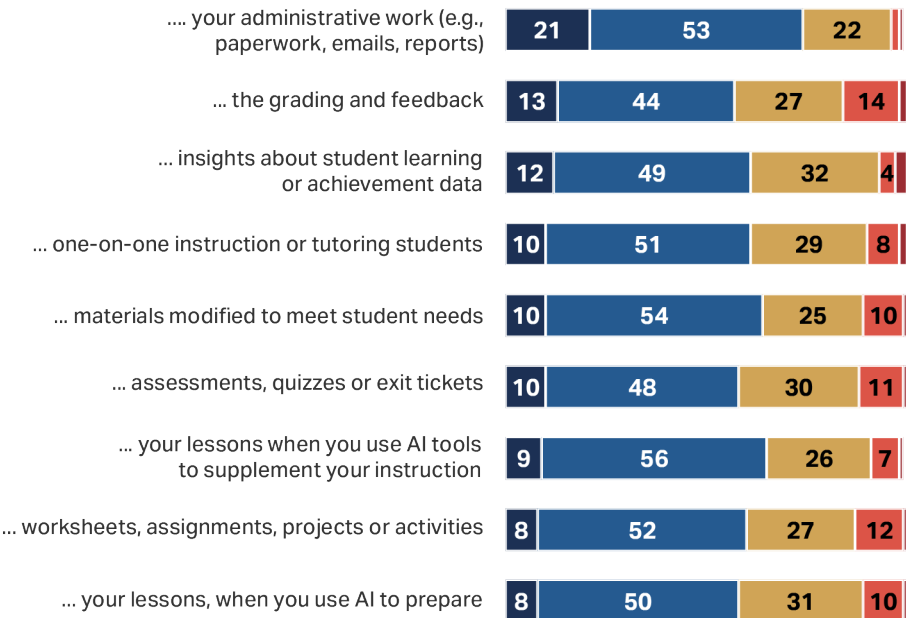 .... your administrative work (e.g.,
paperwork, emails, reports)
21 53 22
... the grading and feedback
13 44 27 14
... insights about student learning
or achievement data
12 49 32 4
... one-on-one instruction or tutoring students
10 51 29 8
... materials modified to meet student needs
10 54 25 10
... assessments, quizzes or exit tickets
10 48 30 11
... your lessons when you use AI tools
to supplement your instruction
9 56 26 7
... worksheets, assignments, projects or activities
8 52 27 12
... your lessons, when you use AI to prepare
8 50 31 10